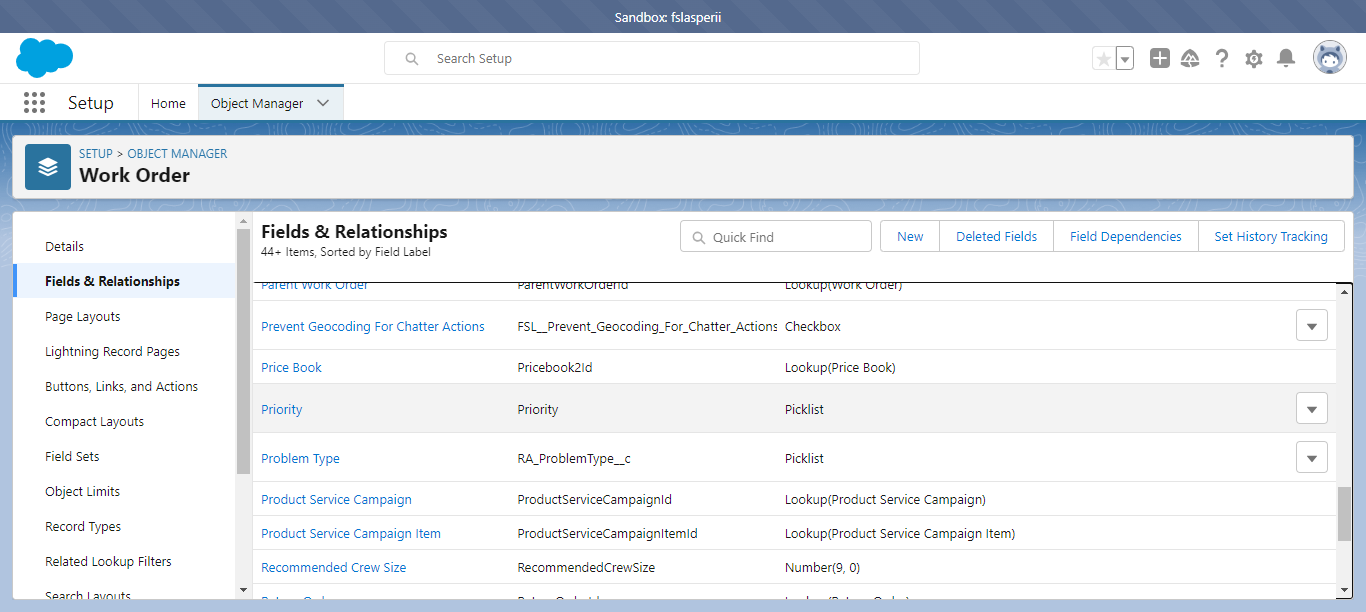 Sandbox: fslasperii
Search Setup
Setup
Home
Object Manager
SETUP > OBJECT MANAGER
Work Order
Details
Fields & Relationships
Page Layouts
Lightning Record Pages
Buttons, Links, and Actions
Compact Layouts
Field Sets
Object Limits
Record Types
Related Lookup Filters
Search Layouts
Fields & Relationships
44+ Items, Sorted by Field Label
Quick Find
New
Deleted Fields
Field Dependencies
Set History Tracking
Parent Work Order ParentWorkOrderId Lookup(Work Order)
Prevent Geocoding For Chatter Actions FSL__Prevent_Geocoding_For_Chatter_Actions Checkbox
Price Book Pricebook2Id Lookup(Price Book)
Priority Priority Picklist
Problem Type RA_ProblemType__c Picklist
Product Service Campaign ProductServiceCampaignId Lookup(Product Service Campaign)
Product Service Campaign Item ProductServiceCampaignItemId Lookup(Product Service Campaign Item)
Recommended Crew Size RecommendedCrewSize Number(9, 0)